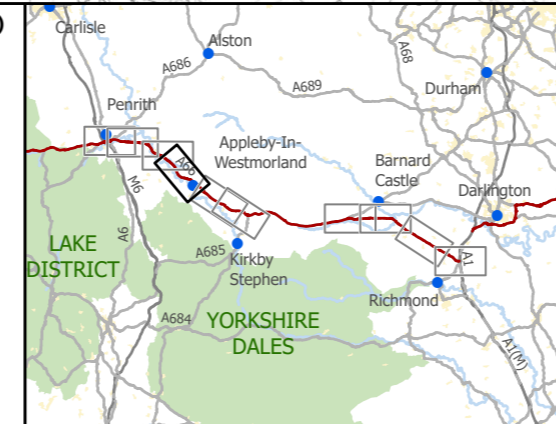 )
Carlisle
Alston
A686
A689
A68
Durham
Penrith
Appleby-In-
Westmorland
A66
Barnard
Castle
Darlington
M6
A6
LAKE
DISTRICT
A685
Kirkby
Stephen
A1
Richmond
A684
YORKSHIRE
DALES
A1(M)